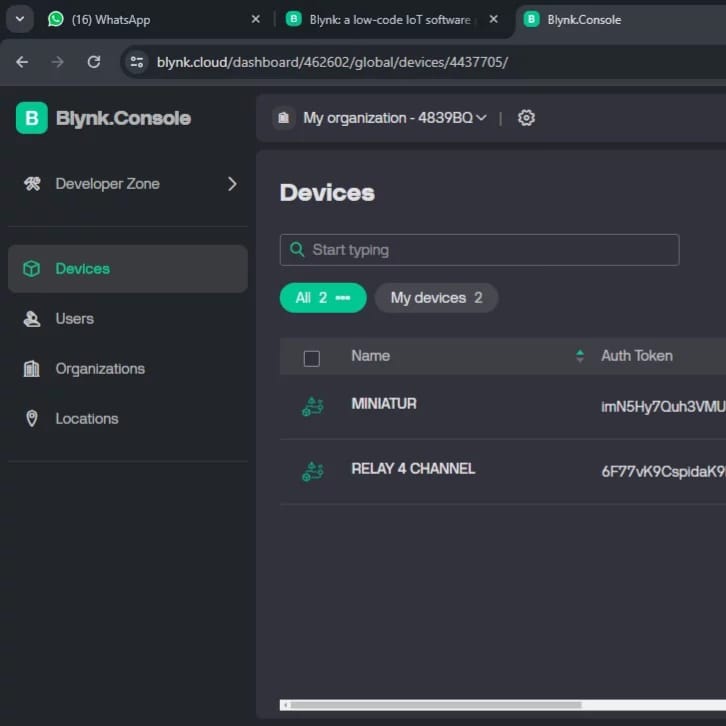 (16) WhatsApp
Blynk: a low-code IoT software
Blynk.Console
blynk.cloud/dashboard/462602/global/devices/4437705/
B Blynk.Console
My organization - 4839BQ
Developer Zone
Devices
Start typing
Devices
All 2
My devices 2
Users
Organizations
Name
Auth Token
Locations
MINIATUR
imN5Hy7Quh3VMU
RELAY 4 CHANNEL
6F77vK9CspidaK9